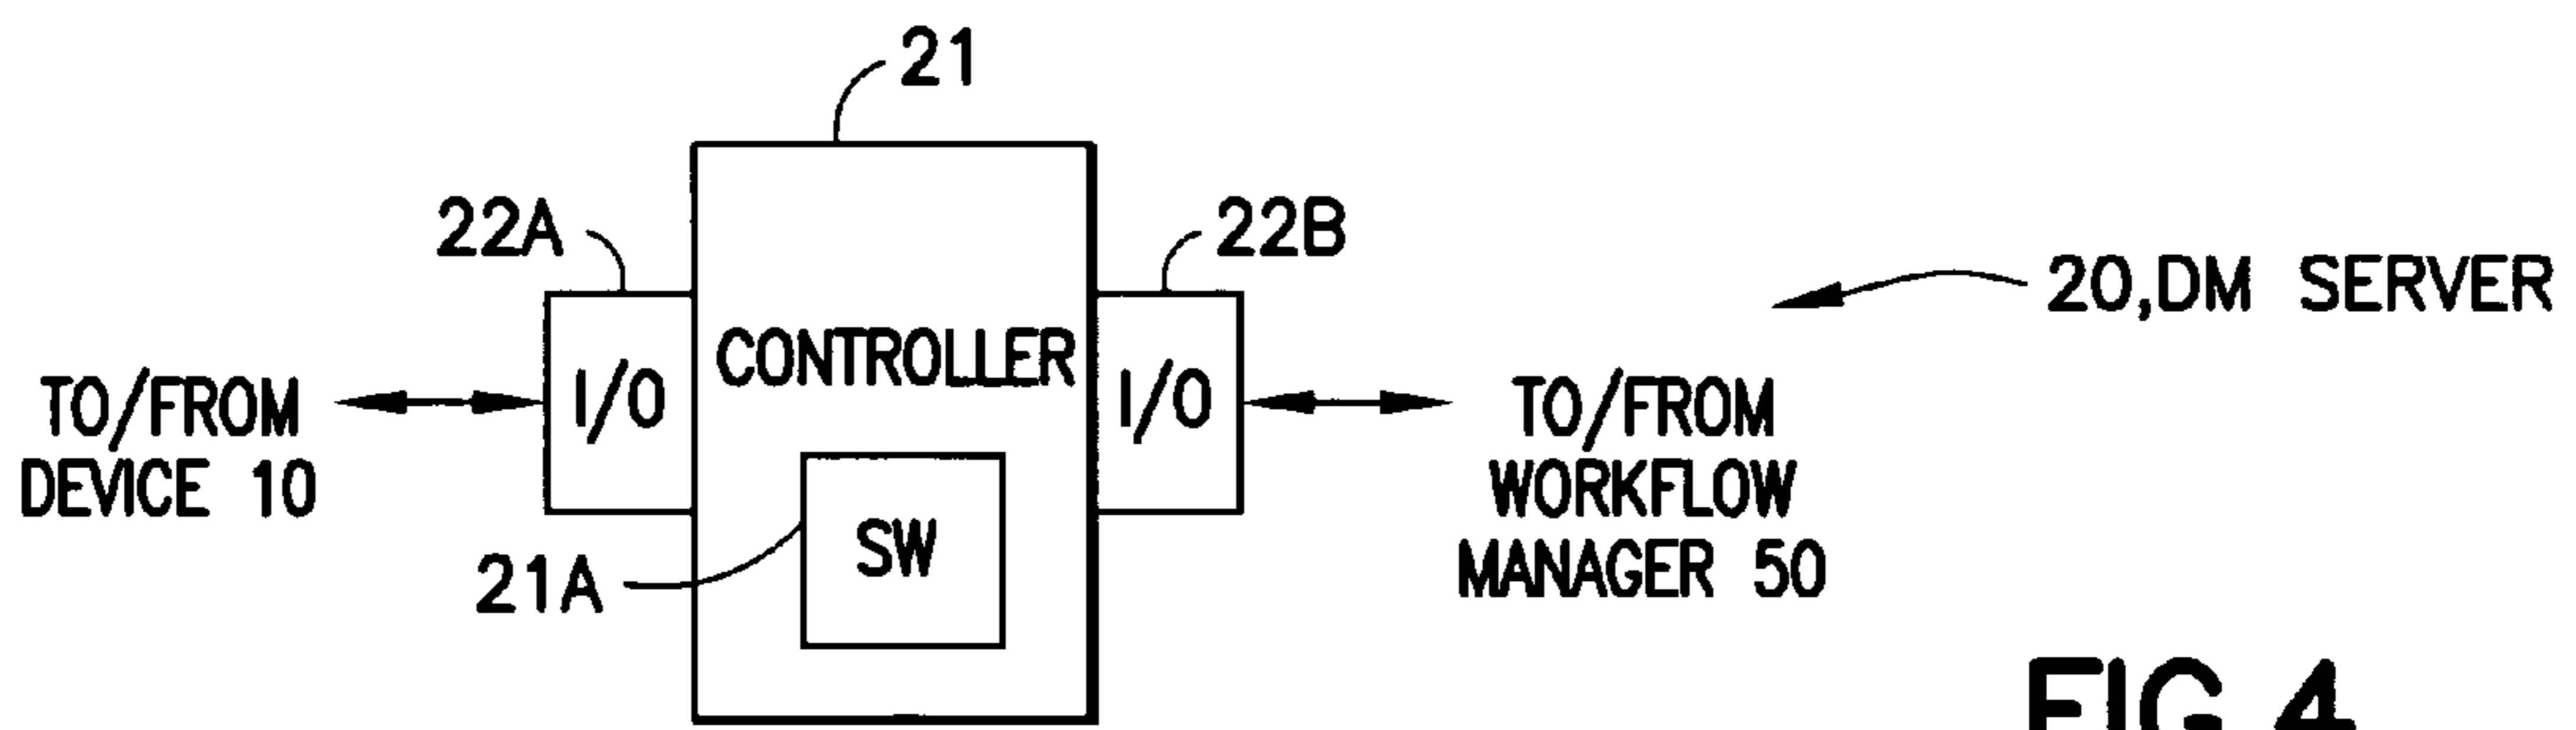 21
22A
22B
20,DM SERVER
CONTROLLER
I/O
I/O
TO/FROM
DEVICE 10
TO/FROM
WORKFLOW
MANAGER 50
SW
21A
FIG.4